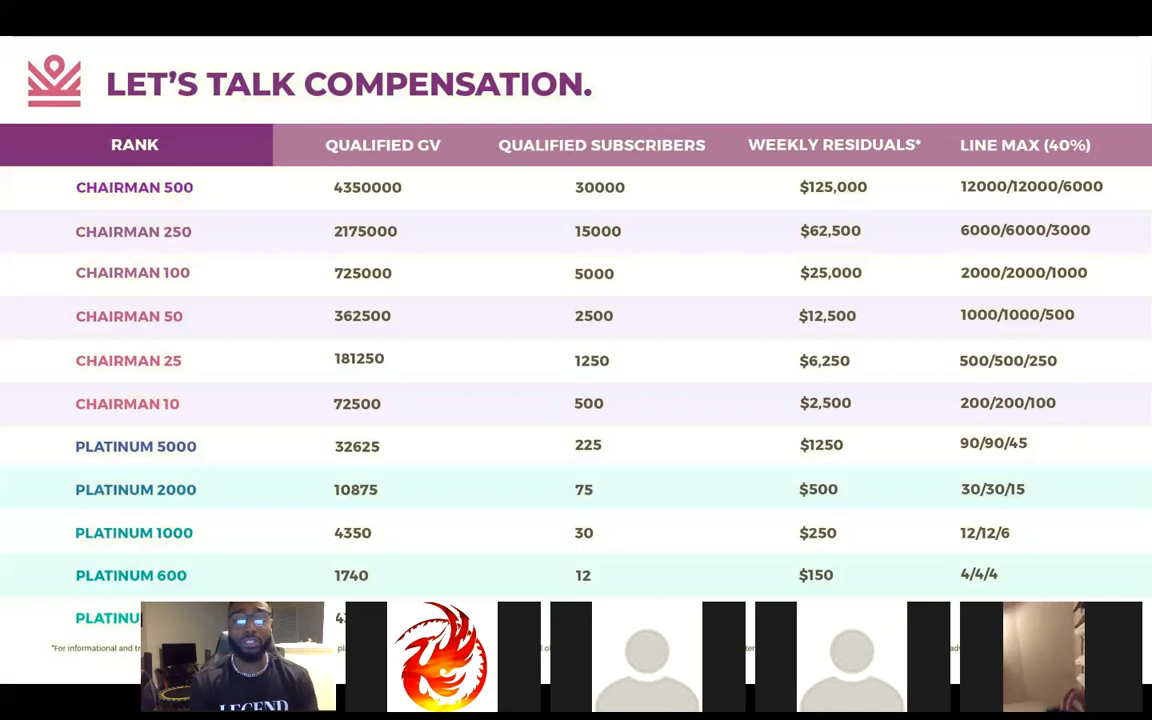 LET'S TALK COMPENSATION.
RANK QUALIFIED GV QUALIFIED SUBSCRIBERS WEEKLY RESIDUALS* LINE MAX (40%)
CHAIRMAN 500 4350000 30000 $125,000 12000/12000/6000
CHAIRMAN 250 2175000 15000 $62,500 6000/6000/3000
CHAIRMAN 100 725000 5000 $25,000 2000/2000/1000
CHAIRMAN 50 362500 2500 $12,500 1000/1000/500
CHAIRMAN 25 181250 1250 $6,250 500/500/250
CHAIRMAN 10 72500 500 $2,500 200/200/100
PLATINUM 5000 32625 225 $1250 90/90/45
PLATINUM 2000 10875 75 $500 30/30/15
PLATINUM 1000 4350 30 $250 12/12/6
PLATINUM 600 1740 12 $150 4/4/4
PLATINU
*For informational and
LEGEND